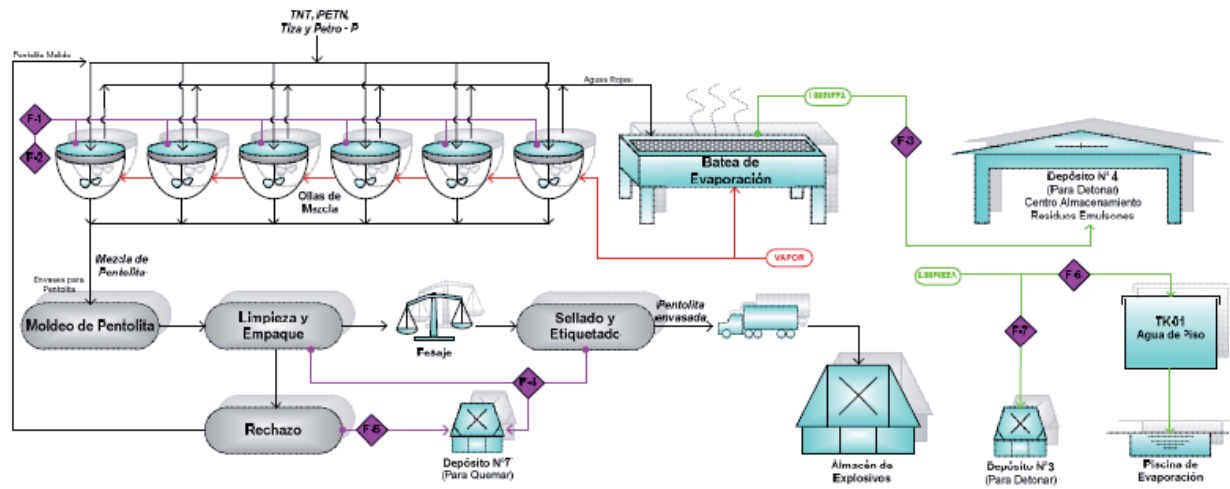 TNT, PETN,
Tiza y Petro - P
Pentolita Molida
Aguas Rojas
LIMPIEZA
F-1
F-2
F-3
Batea de
Evaporación
Ollas de
Mezcla
Depósito N°4
(Para Detonar)
Centro Almacenamiento
Residuos Emulsones
VAPOR
Mezcla de
Pentolita
Envases para
Pentolita
LIMPIEZA
F-6
Moldeo de Pentolita
Limpieza y
Empaque
Pesaje
Sellado y
Etiquetado
Pentolita
envasada
F-7
TK-01
Agua de Piso
F-4
Rechazo
F-5
Depósito N°7
(Para Quemar)
Almacén de
Explosivos
Depósito N°3
(Para Detonar)
Piscina de
Evaporación